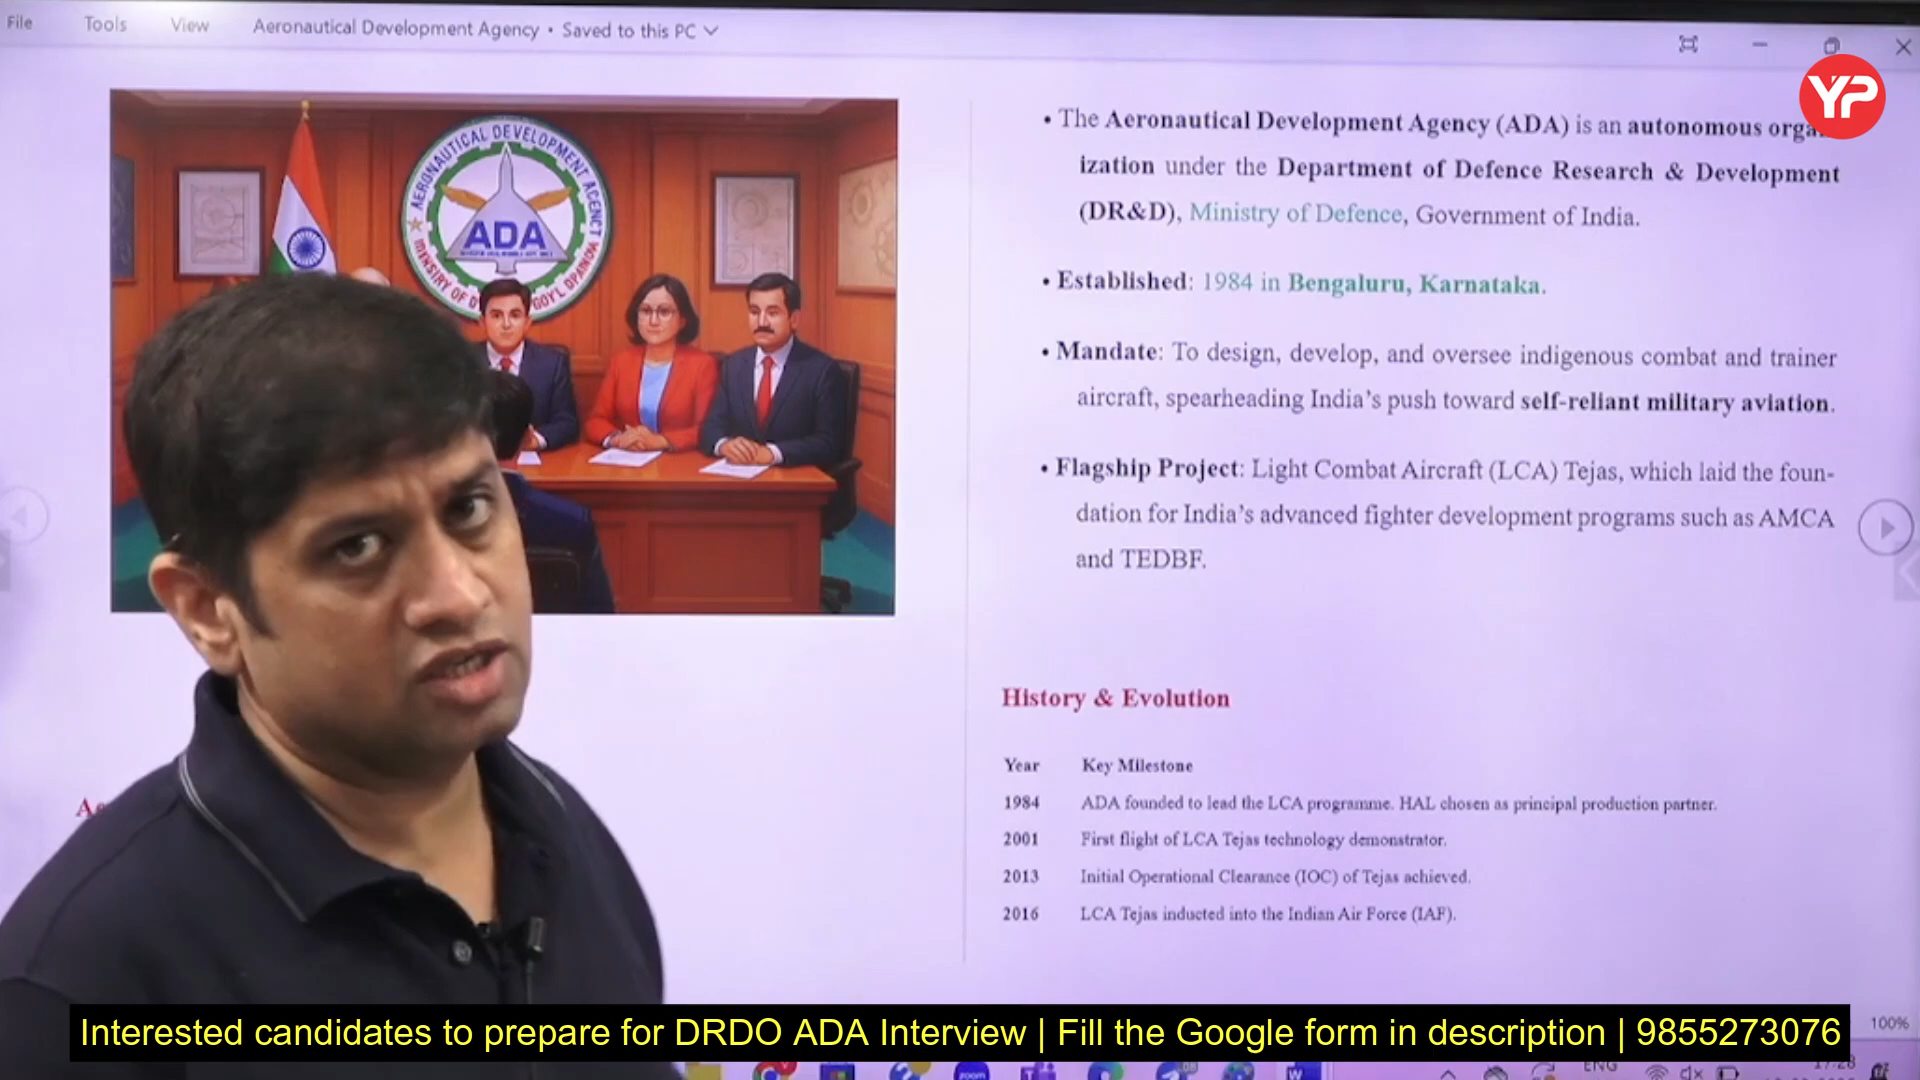 File Tools View Aeronautical Development Agency • Saved to this PC
YP
AERONAUTICAL DEVELOPMENT AGENCY
ADA
• The Aeronautical Development Agency (ADA) is an autonomous orga
ization under the Department of Defence Research & Development
(DR&D), Ministry of Defence, Government of India.
• Established: 1984 in Bengaluru, Karnataka.
• Mandate: To design, develop, and oversee indigenous combat and trainer
aircraft, spearheading India's push toward self-reliant military aviation.
• Flagship Project: Light Combat Aircraft (LCA) Tejas, which laid the foun-
dation for India's advanced fighter development programs such as AMCA
and TEDBF.
History & Evolution
Year Key Milestone
1984 ADA founded to lead the LCA programme. HAL chosen as principal production partner.
2001 First flight of LCA Tejas technology demonstrator.
2013 Initial Operational Clearance (IOC) of Tejas achieved.
2016 LCA Tejas inducted into the Indian Air Force (IAF).
Interested candidates to prepare for DRDO ADA Interview | Fill the Google form in description | 9855273076
100%
ENG
zoom